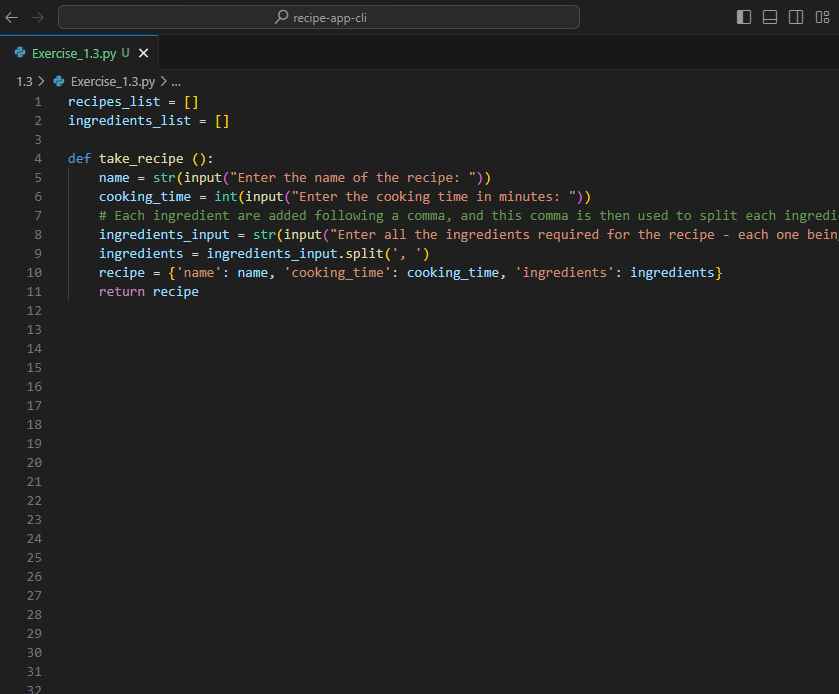 recipe-app-cli
Exercise_1.3.py U
1.3 > Exercise_1.3.py > ...
1 recipes_list = []
2 ingredients_list = []
3
4 def take_recipe ():
5 name = str(input("Enter the name of the recipe: "))
6 cooking_time = int(input("Enter the cooking time in minutes: "))
7 # Each ingredient are added following a comma, and this comma is then used to split each ingredi
8 ingredients_input = str(input("Enter all the ingredients required for the recipe - each one bein
9 ingredients = ingredients_input.split(', ')
10 recipe = {'name': name, 'cooking_time': cooking_time, 'ingredients': ingredients}
11 return recipe
12
13
14
15
16
17
18
19
20
21
22
23
24
25
26
27
28
29
30
31
32